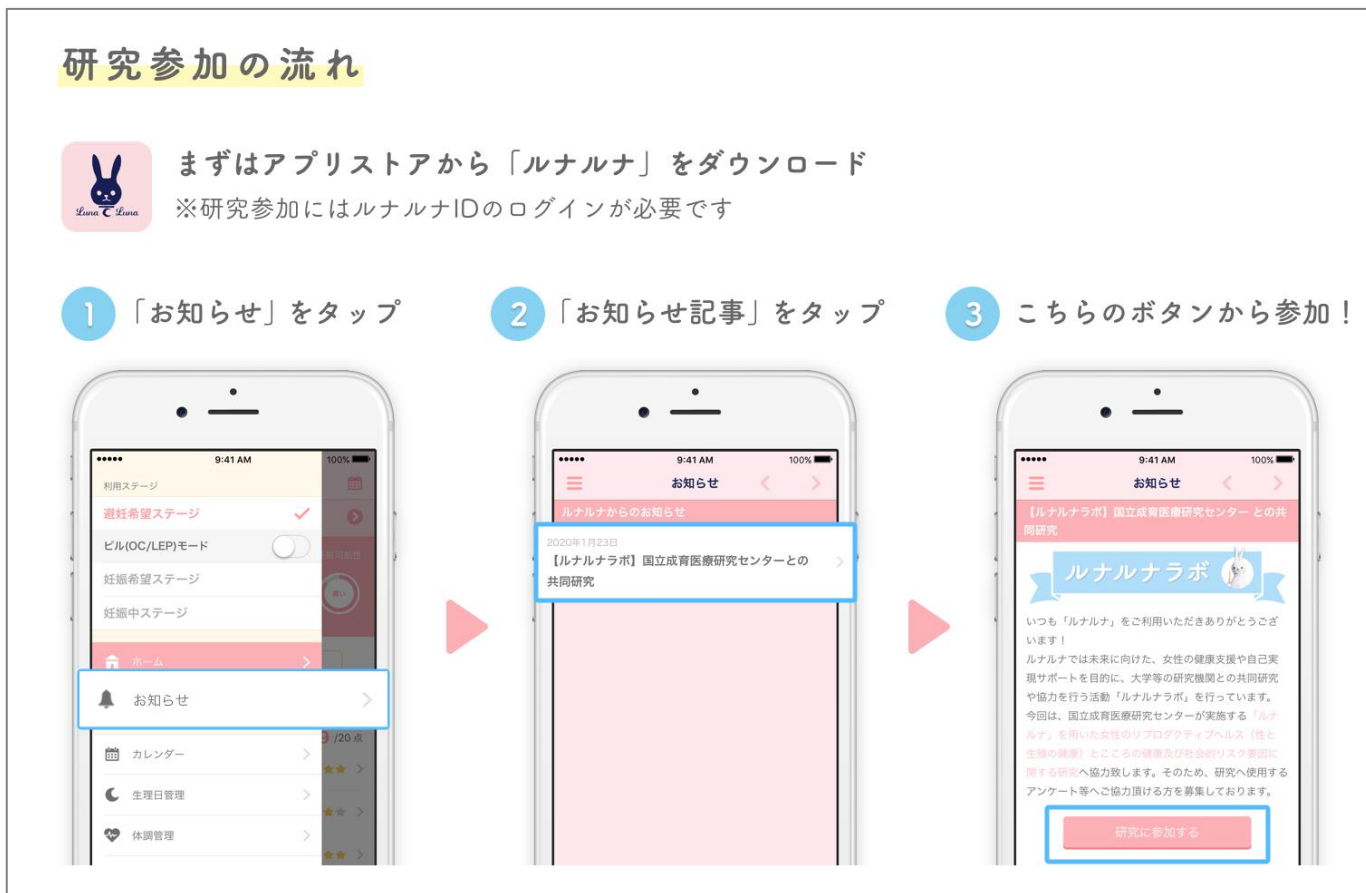 研究参加の流れ
Luna Luna
まずはアプリストアから「ルナルナ」をダウンロード
※研究参加にはルナルナIDのログインが必要です
1 「お知らせ」をタップ
9:41 AM
100%
利用ステージ
避妊希望ステージ
ピル(OC/LEP)モード
妊娠希望ステージ
妊娠中ステージ
ホーム
お知らせ
/20 点
カレンダー
生理日管理
体調管理
2 「お知らせ記事」をタップ
9:41 AM
100%
お知らせ
ルナルナからのお知らせ
2020年1月23日
【ルナルナラボ】国立成育医療研究センターとの
共同研究
3 こちらのボタンから参加！
9:41 AM
100%
お知らせ
【ルナルナラボ】国立成育医療研究センター との共
同研究
ルナルナラボ
いつも「ルナルナ」をご利用いただきありがとうござ
います！
ルナルナでは未来に向けた、女性の健康支援や自己実
現サポートを目的に、大学等の研究機関との共同研究
や協力を行う活動「ルナルナラボ」を行っています。
今回は、国立成育医療研究センターが実施する「ルナ
ルナ」を用いた女性のリプロダクティブヘルス（性と
生殖の健康）とこころの健康及び社会的リスク要因に
関する研究へ協力致します。そのため、研究へ使用する
アンケート等へご協力頂ける方を募集しております。
研究に参加する